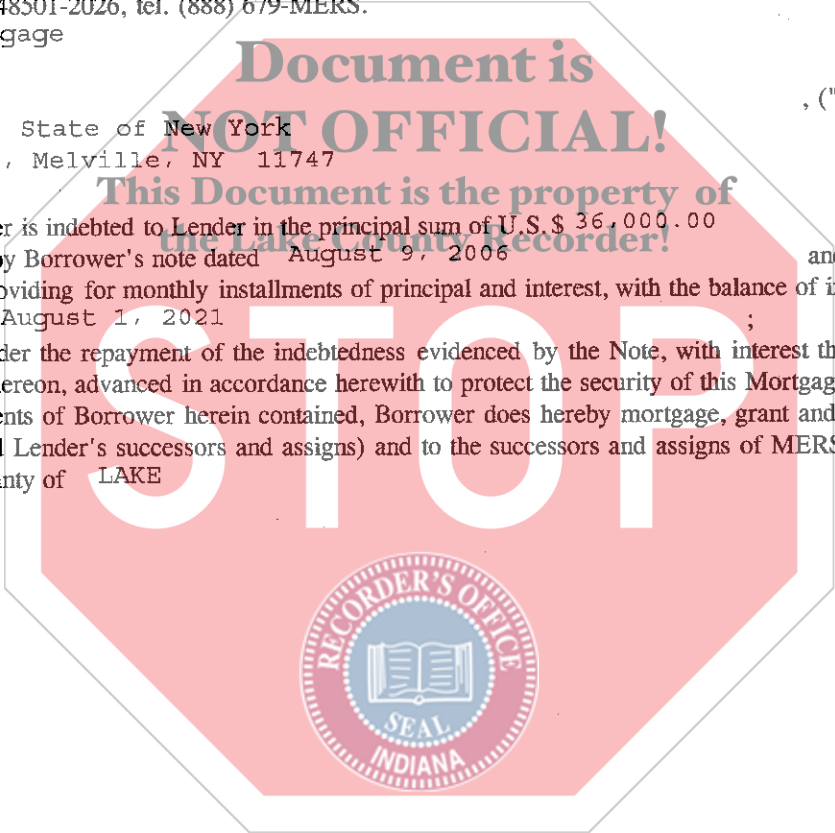 48501-2026, tel. (888) 679-MERS.
gage
Document is
, ("
State of New York
NOT OFFICIAL!
, Melville, NY 11747
This Document is the property of
er is indebted to Lender in the principal sum of U.S.$ 36,000.00
the Lake County Recorder!
by Borrower's note dated August 9, 2006 and
oviding for monthly installments of principal and interest, with the balance of i
August 1, 2021 ;
der the repayment of the indebtedness evidenced by the Note, with interest th
ereon, advanced in accordance herewith to protect the security of this Mortgag
ents of Borrower herein contained, Borrower does hereby mortgage, grant and
l Lender's successors and assigns) and to the successors and assigns of MERS
nty of LAKE
STOP
RECORDER'S OFFICE
SEAL
INDIANA